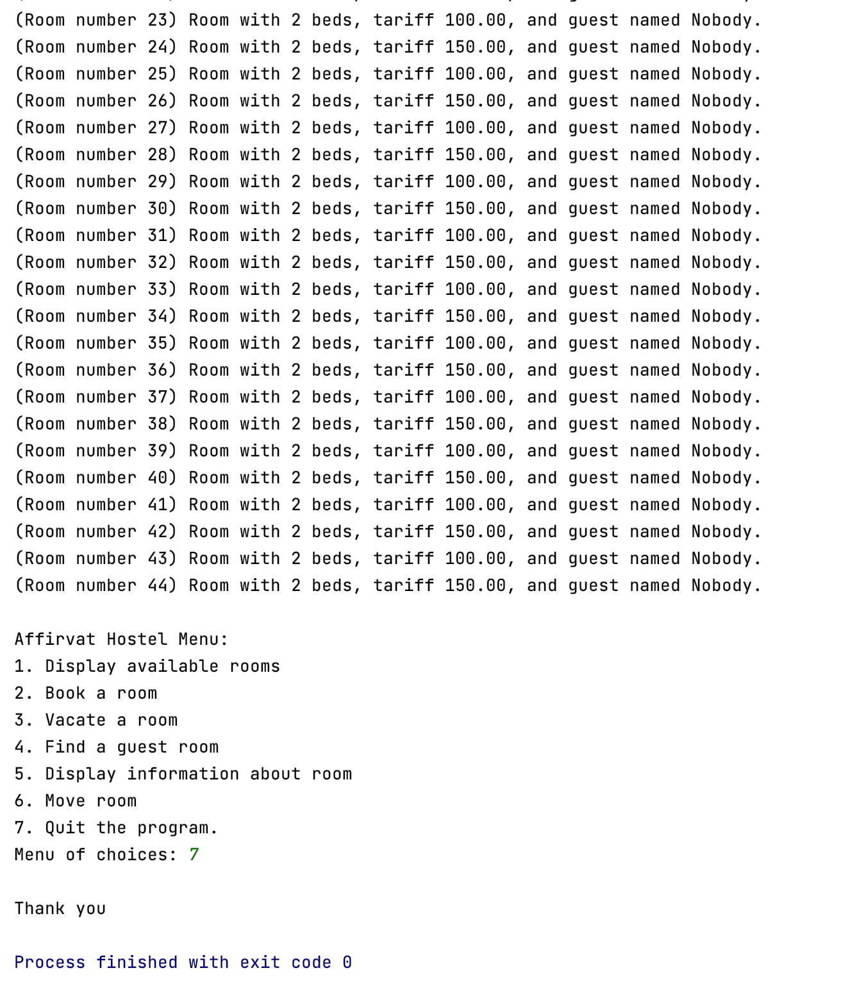 (Room number 23) Room with 2 beds, tariff 100.00, and guest named Nobody.
(Room number 24) Room with 2 beds, tariff 150.00, and guest named Nobody.
(Room number 25) Room with 2 beds, tariff 100.00, and guest named Nobody.
(Room number 26) Room with 2 beds, tariff 150.00, and guest named Nobody.
(Room number 27) Room with 2 beds, tariff 100.00, and guest named Nobody.
(Room number 28) Room with 2 beds, tariff 150.00, and guest named Nobody.
(Room number 29) Room with 2 beds, tariff 100.00, and guest named Nobody.
(Room number 30) Room with 2 beds, tariff 150.00, and guest named Nobody.
(Room number 31) Room with 2 beds, tariff 100.00, and guest named Nobody.
(Room number 32) Room with 2 beds, tariff 150.00, and guest named Nobody.
(Room number 33) Room with 2 beds, tariff 100.00, and guest named Nobody.
(Room number 34) Room with 2 beds, tariff 150.00, and guest named Nobody.
(Room number 35) Room with 2 beds, tariff 100.00, and guest named Nobody.
(Room number 36) Room with 2 beds, tariff 150.00, and guest named Nobody.
(Room number 37) Room with 2 beds, tariff 100.00, and guest named Nobody.
(Room number 38) Room with 2 beds, tariff 150.00, and guest named Nobody.
(Room number 39) Room with 2 beds, tariff 100.00, and guest named Nobody.
(Room number 40) Room with 2 beds, tariff 150.00, and guest named Nobody.
(Room number 41) Room with 2 beds, tariff 100.00, and guest named Nobody.
(Room number 42) Room with 2 beds, tariff 150.00, and guest named Nobody.
(Room number 43) Room with 2 beds, tariff 100.00, and guest named Nobody.
(Room number 44) Room with 2 beds, tariff 150.00, and guest named Nobody.
Affirvat Hostel Menu:
1. Display available rooms
2. Book a room
3. Vacate a room
4. Find a guest room
5. Display information about room
6. Move room
7. Quit the program.
Menu of choices: 7
Thank you
Process finished with exit code 0